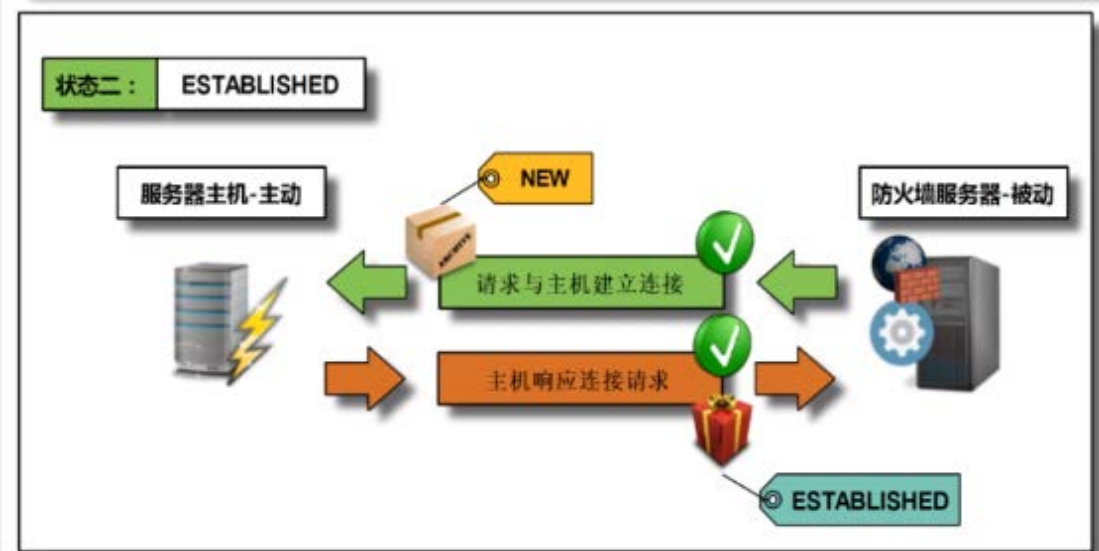 状态二： ESTABLISHED
NEW
服务器主机-主动
防火墙服务器-被动
请求与主机建立连接
主机响应连接请求
ESTABLISHED